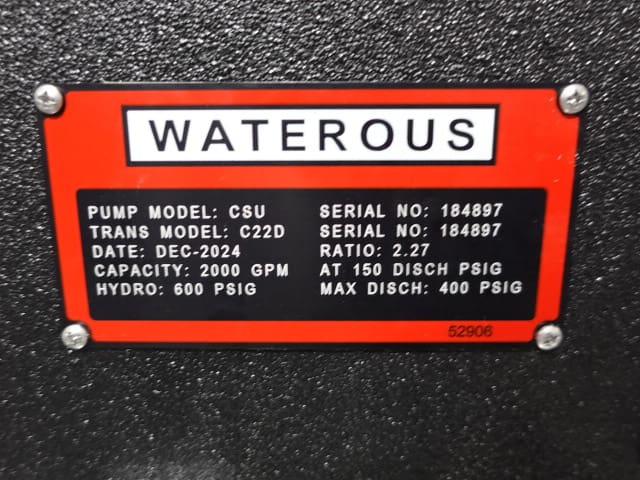 WATEROUS
PUMP MODEL: CSU SERIAL NO: 184897
TRANS MODEL: C22D SERIAL NO: 184897
DATE: DEC-2024 RATIO: 2.27
CAPACITY: 2000 GPM AT 150 DISCH PSIG
HYDRO: 600 PSIG MAX DISCH: 400 PSIG
52906